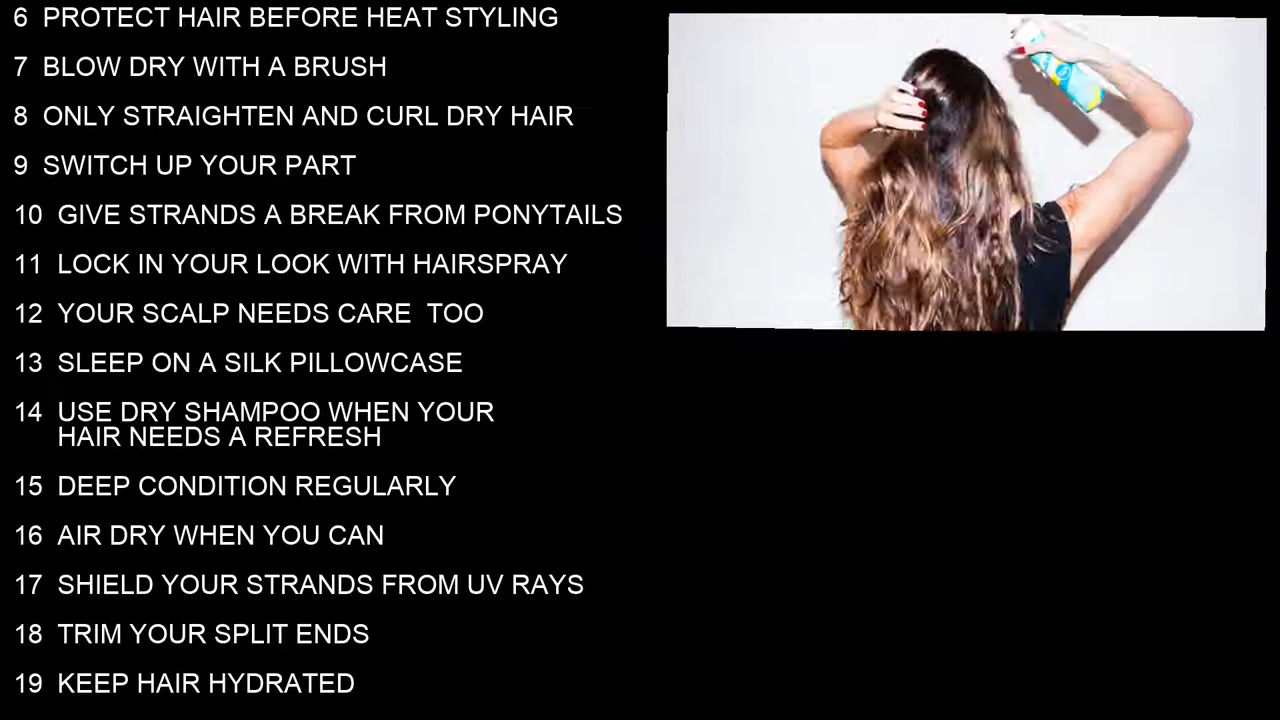 6 PROTECT HAIR BEFORE HEAT STYLING
7 BLOW DRY WITH A BRUSH
8 ONLY STRAIGHTEN AND CURL DRY HAIR
9 SWITCH UP YOUR PART
10 GIVE STRANDS A BREAK FROM PONYTAILS
11 LOCK IN YOUR LOOK WITH HAIRSPRAY
12 YOUR SCALP NEEDS CARE TOO
13 SLEEP ON A SILK PILLOWCASE
14 USE DRY SHAMPOO WHEN YOUR
HAIR NEEDS A REFRESH
15 DEEP CONDITION REGULARLY
16 AIR DRY WHEN YOU CAN
17 SHIELD YOUR STRANDS FROM UV RAYS
18 TRIM YOUR SPLIT ENDS
19 KEEP HAIR HYDRATED